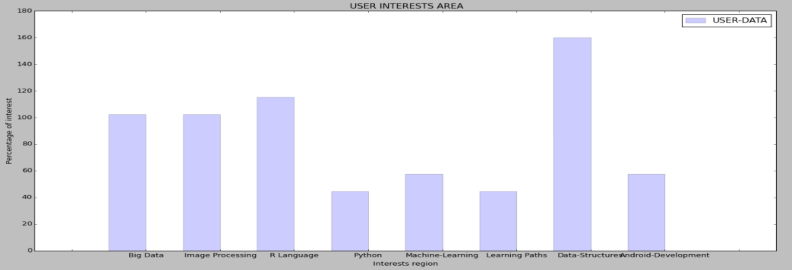 USER INTERESTS AREA
USER-DATA
180
160
140
120
100
80
60
40
20
0
Percentage of interest
Big Data Image Processing R Language Python Machine-Learning Learning Paths Data-Structures Android-Development
Interests region